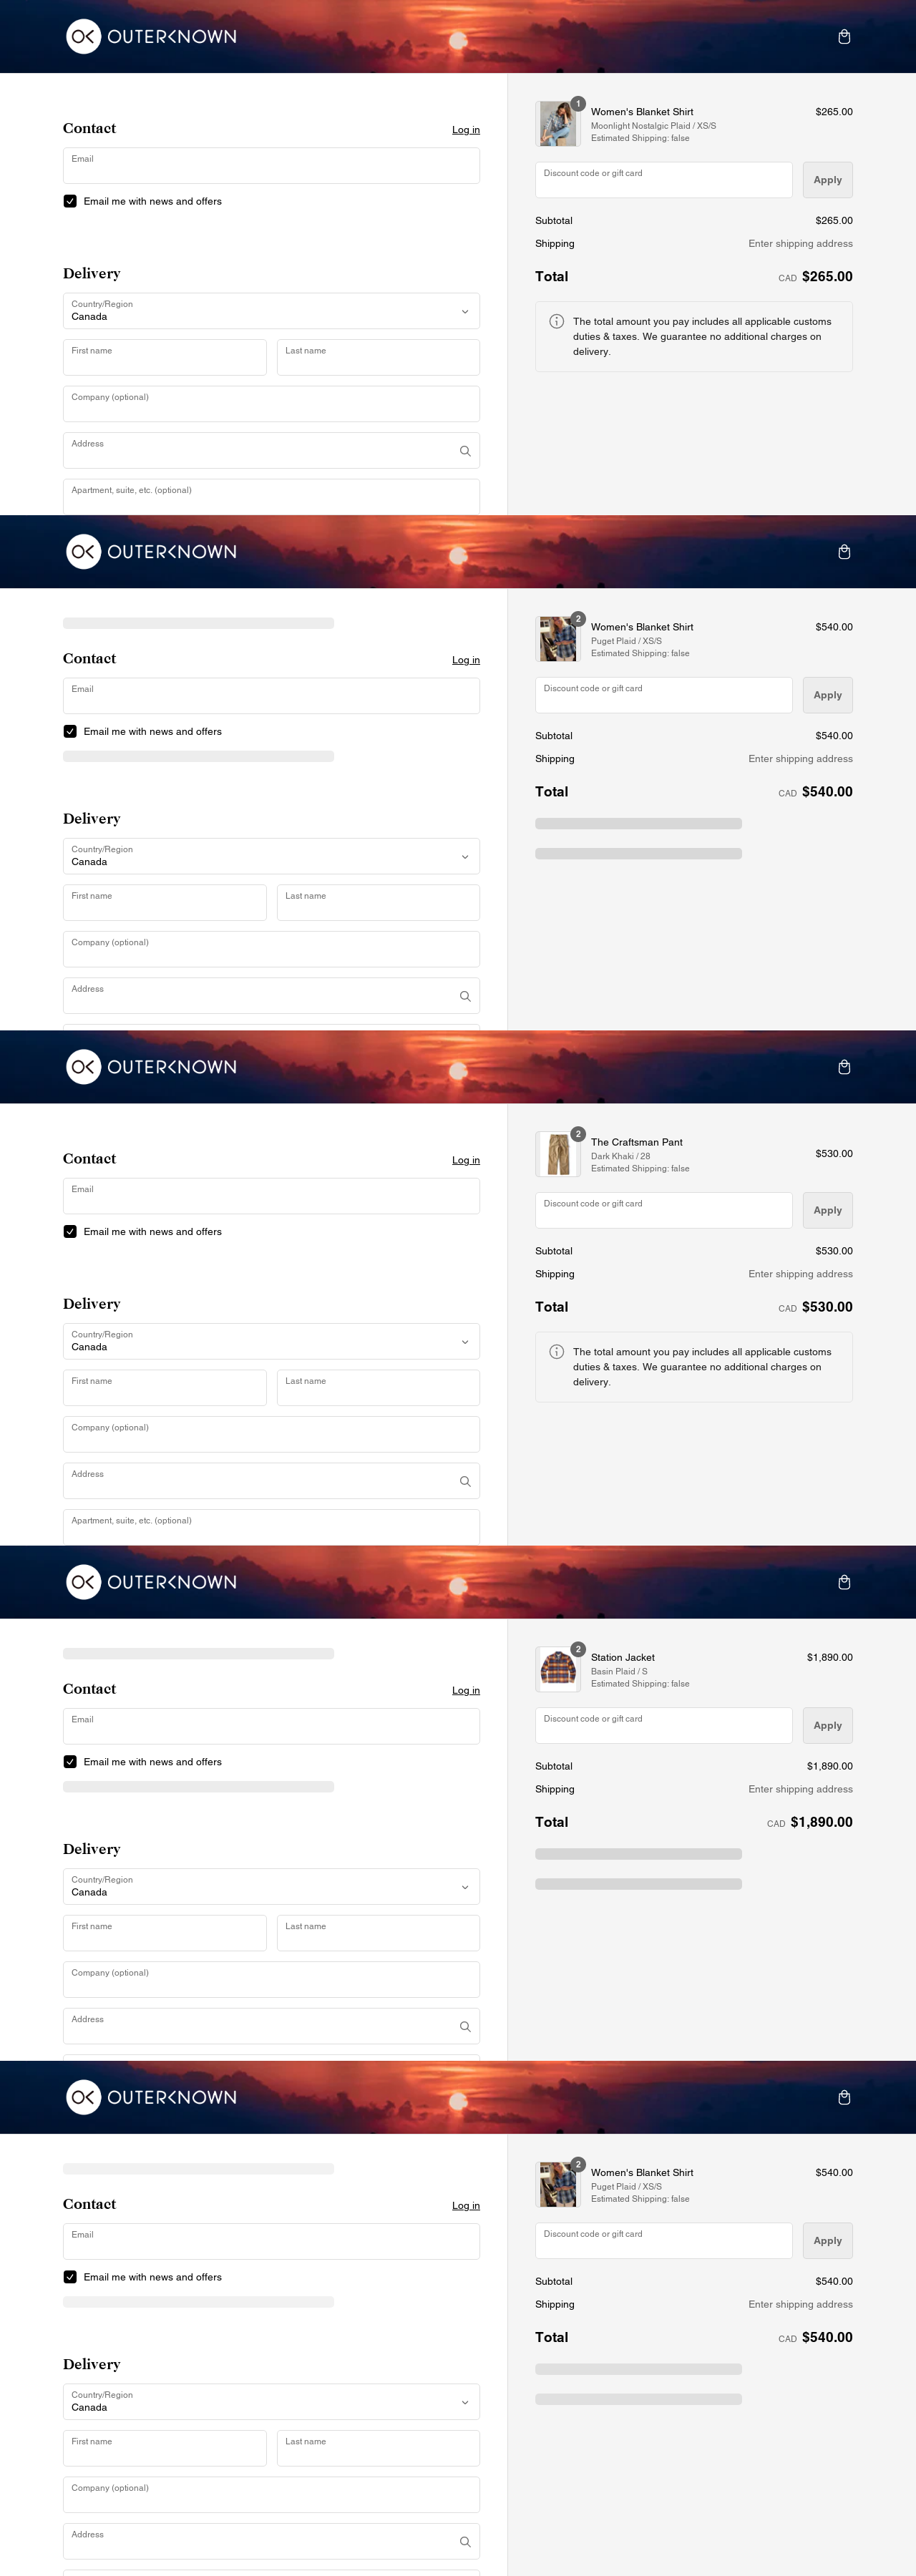 OK OUTERKNOWN
Contact
Log in
Email
Email me with news and offers
Delivery
Country/Region
Canada
First name
Last name
Company (optional)
Address
Apartment, suite, etc. (optional)
1
Women's Blanket Shirt
$265.00
Moonlight Nostalgic Plaid / XS/S
Estimated Shipping: false
Discount code or gift card
Apply
Subtotal
$265.00
Shipping
Enter shipping address
Total
CAD $265.00
The total amount you pay includes all applicable customs
duties & taxes. We guarantee no additional charges on
delivery.
OK OUTERKNOWN
Contact
Log in
Email
Email me with news and offers
Delivery
Country/Region
Canada
First name
Last name
Company (optional)
Address
2
Women's Blanket Shirt
$540.00
Puget Plaid / XS/S
Estimated Shipping: false
Discount code or gift card
Apply
Subtotal
$540.00
Shipping
Enter shipping address
Total
CAD $540.00
OK OUTERKNOWN
Contact
Log in
Email
Email me with news and offers
Delivery
Country/Region
Canada
First name
Last name
Company (optional)
Address
Apartment, suite, etc. (optional)
2
The Craftsman Pant
Dark Khaki / 28
$530.00
Estimated Shipping: false
Discount code or gift card
Apply
Subtotal
$530.00
Shipping
Enter shipping address
Total
CAD $530.00
The total amount you pay includes all applicable customs
duties & taxes. We guarantee no additional charges on
delivery.
OK OUTERKNOWN
Contact
Log in
Email
Email me with news and offers
Delivery
Country/Region
Canada
First name
Last name
Company (optional)
Address
2
Station Jacket
$1,890.00
Basin Plaid / S
Estimated Shipping: false
Discount code or gift card
Apply
Subtotal
$1,890.00
Shipping
Enter shipping address
Total
CAD $1,890.00
OK OUTERKNOWN
Contact
Log in
Email
Email me with news and offers
Delivery
Country/Region
Canada
First name
Last name
Company (optional)
Address
2
Women's Blanket Shirt
$540.00
Puget Plaid / XS/S
Estimated Shipping: false
Discount code or gift card
Apply
Subtotal
$540.00
Shipping
Enter shipping address
Total
CAD $540.00